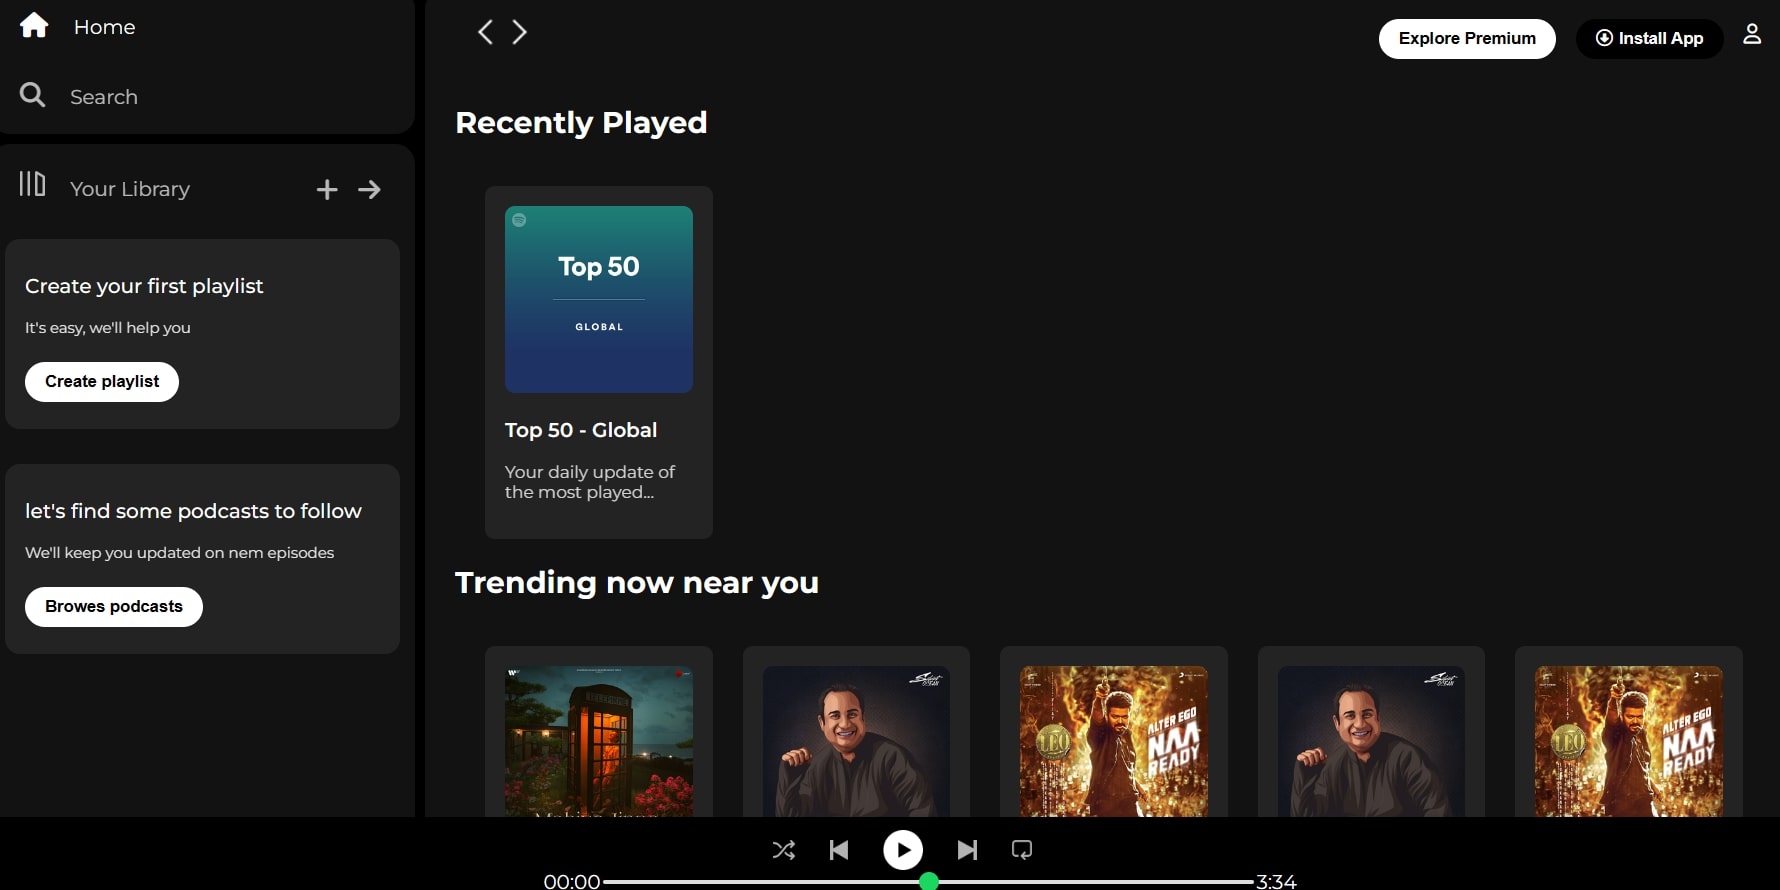 Home
Search
Your Library
Create your first playlist
It's easy, we'll help you
Create playlist
let's find some podcasts to follow
We'll keep you updated on nem episodes
Browes podcasts
Explore Premium
Install App
Recently Played
Top 50
GLOBAL
Top 50 - Global
Your daily update of
the most played...
Trending now near you
LEO
ALTER EGO
NAA
READY
LEO
ALTER EGO
NAA
READY
00:00
3:34